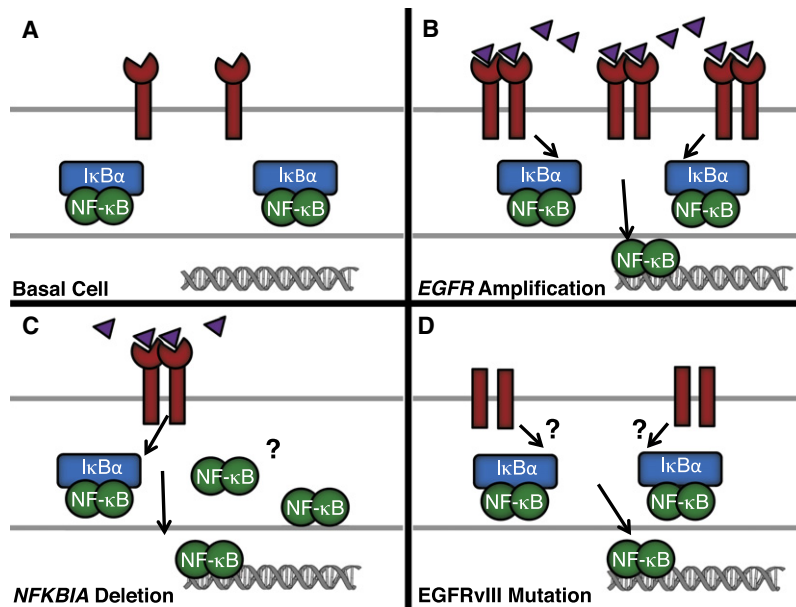 A
IκBα
NF-κB
IκBα
NF-κB
Basal Cell
B
IκBα
NF-κB
IκBα
NF-κB
NF-κB
EGFR Amplification
C
?
IκBα
NF-κB
NF-κB
NF-κB
NF-κB
NFKBIA Deletion
D
?
?
IκBα
NF-κB
IκBα
NF-κB
NF-κB
EGFRvIII Mutation